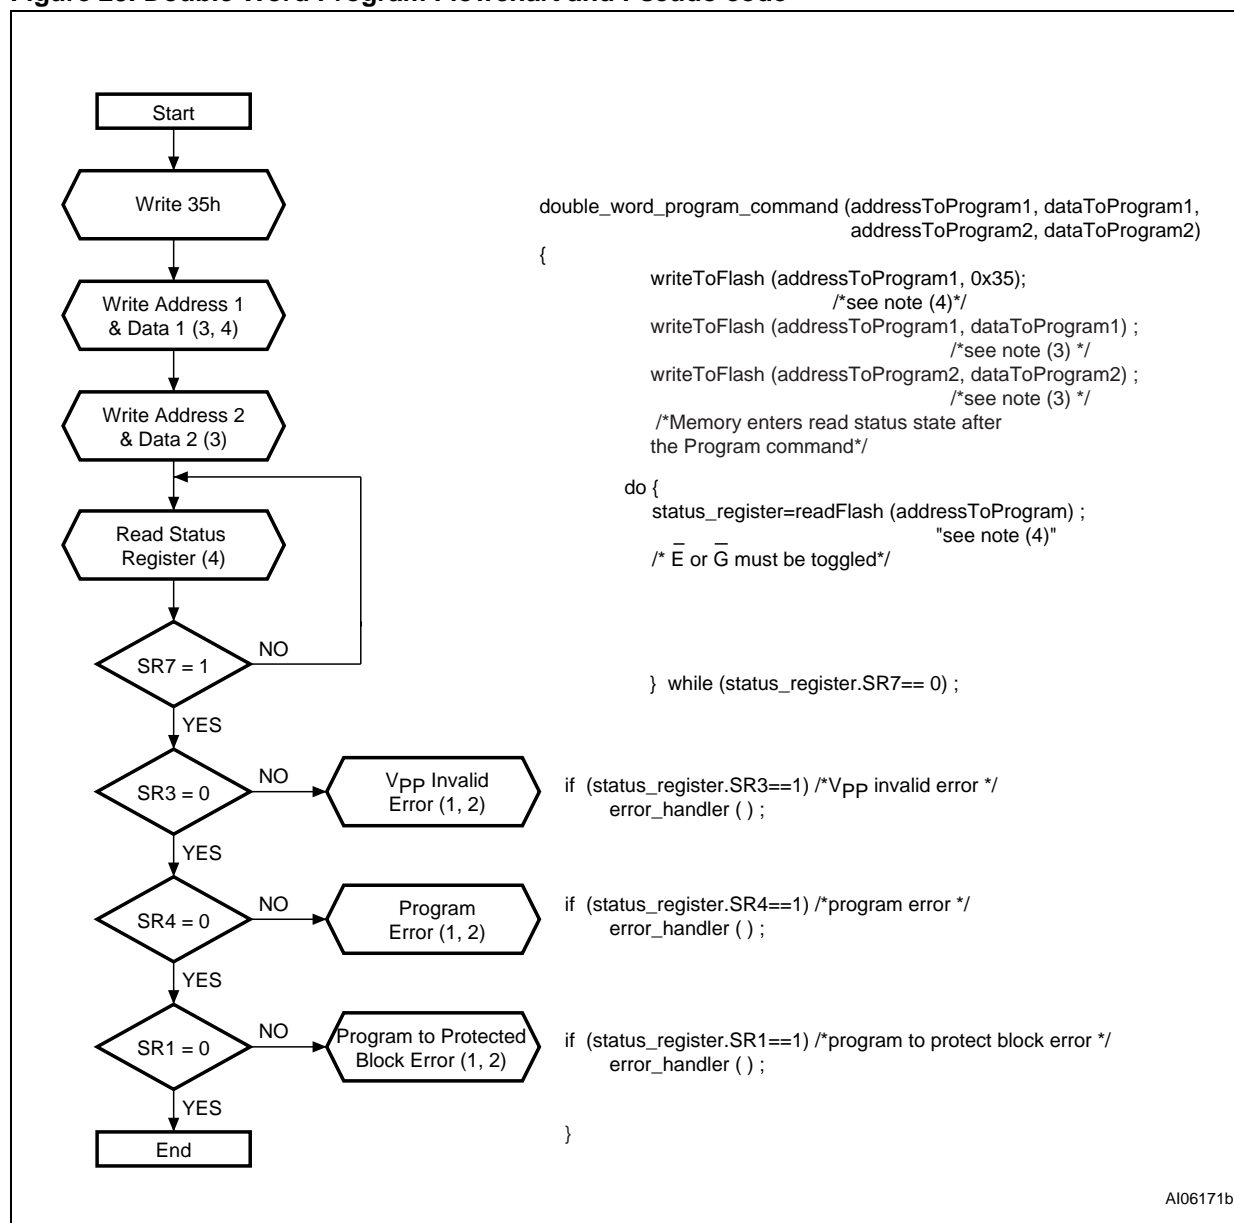 Start
Write 35h
Write Address 1
& Data 1 (3, 4)
Write Address 2
& Data 2 (3)
Read Status
Register (4)
SR7 = 1
NO
YES
SR3 = 0
NO
VPP Invalid
Error (1, 2)
YES
SR4 = 0
NO
Program
Error (1, 2)
YES
SR1 = 0
NO
Program to Protected
Block Error (1, 2)
YES
End
double_word_program_command (addressToProgram1, dataToProgram1,
addressToProgram2, dataToProgram2)
{
writeToFlash (addressToProgram1, 0x35);
/*see note (4)*/
writeToFlash (addressToProgram1, dataToProgram1) ;
/*see note (3) */
writeToFlash (addressToProgram2, dataToProgram2) ;
/*see note (3) */
/*Memory enters read status state after
the Program command*/
do {
status_register=readFlash (addressToProgram) ;
"see note (4)"
/* E̅ or G̅ must be toggled*/
} while (status_register.SR7== 0) ;
if (status_register.SR3==1) /*VPP invalid error */
error_handler ( ) ;
if (status_register.SR4==1) /*program error */
error_handler ( ) ;
if (status_register.SR1==1) /*program to protect block error */
error_handler ( ) ;
}
AI06171b